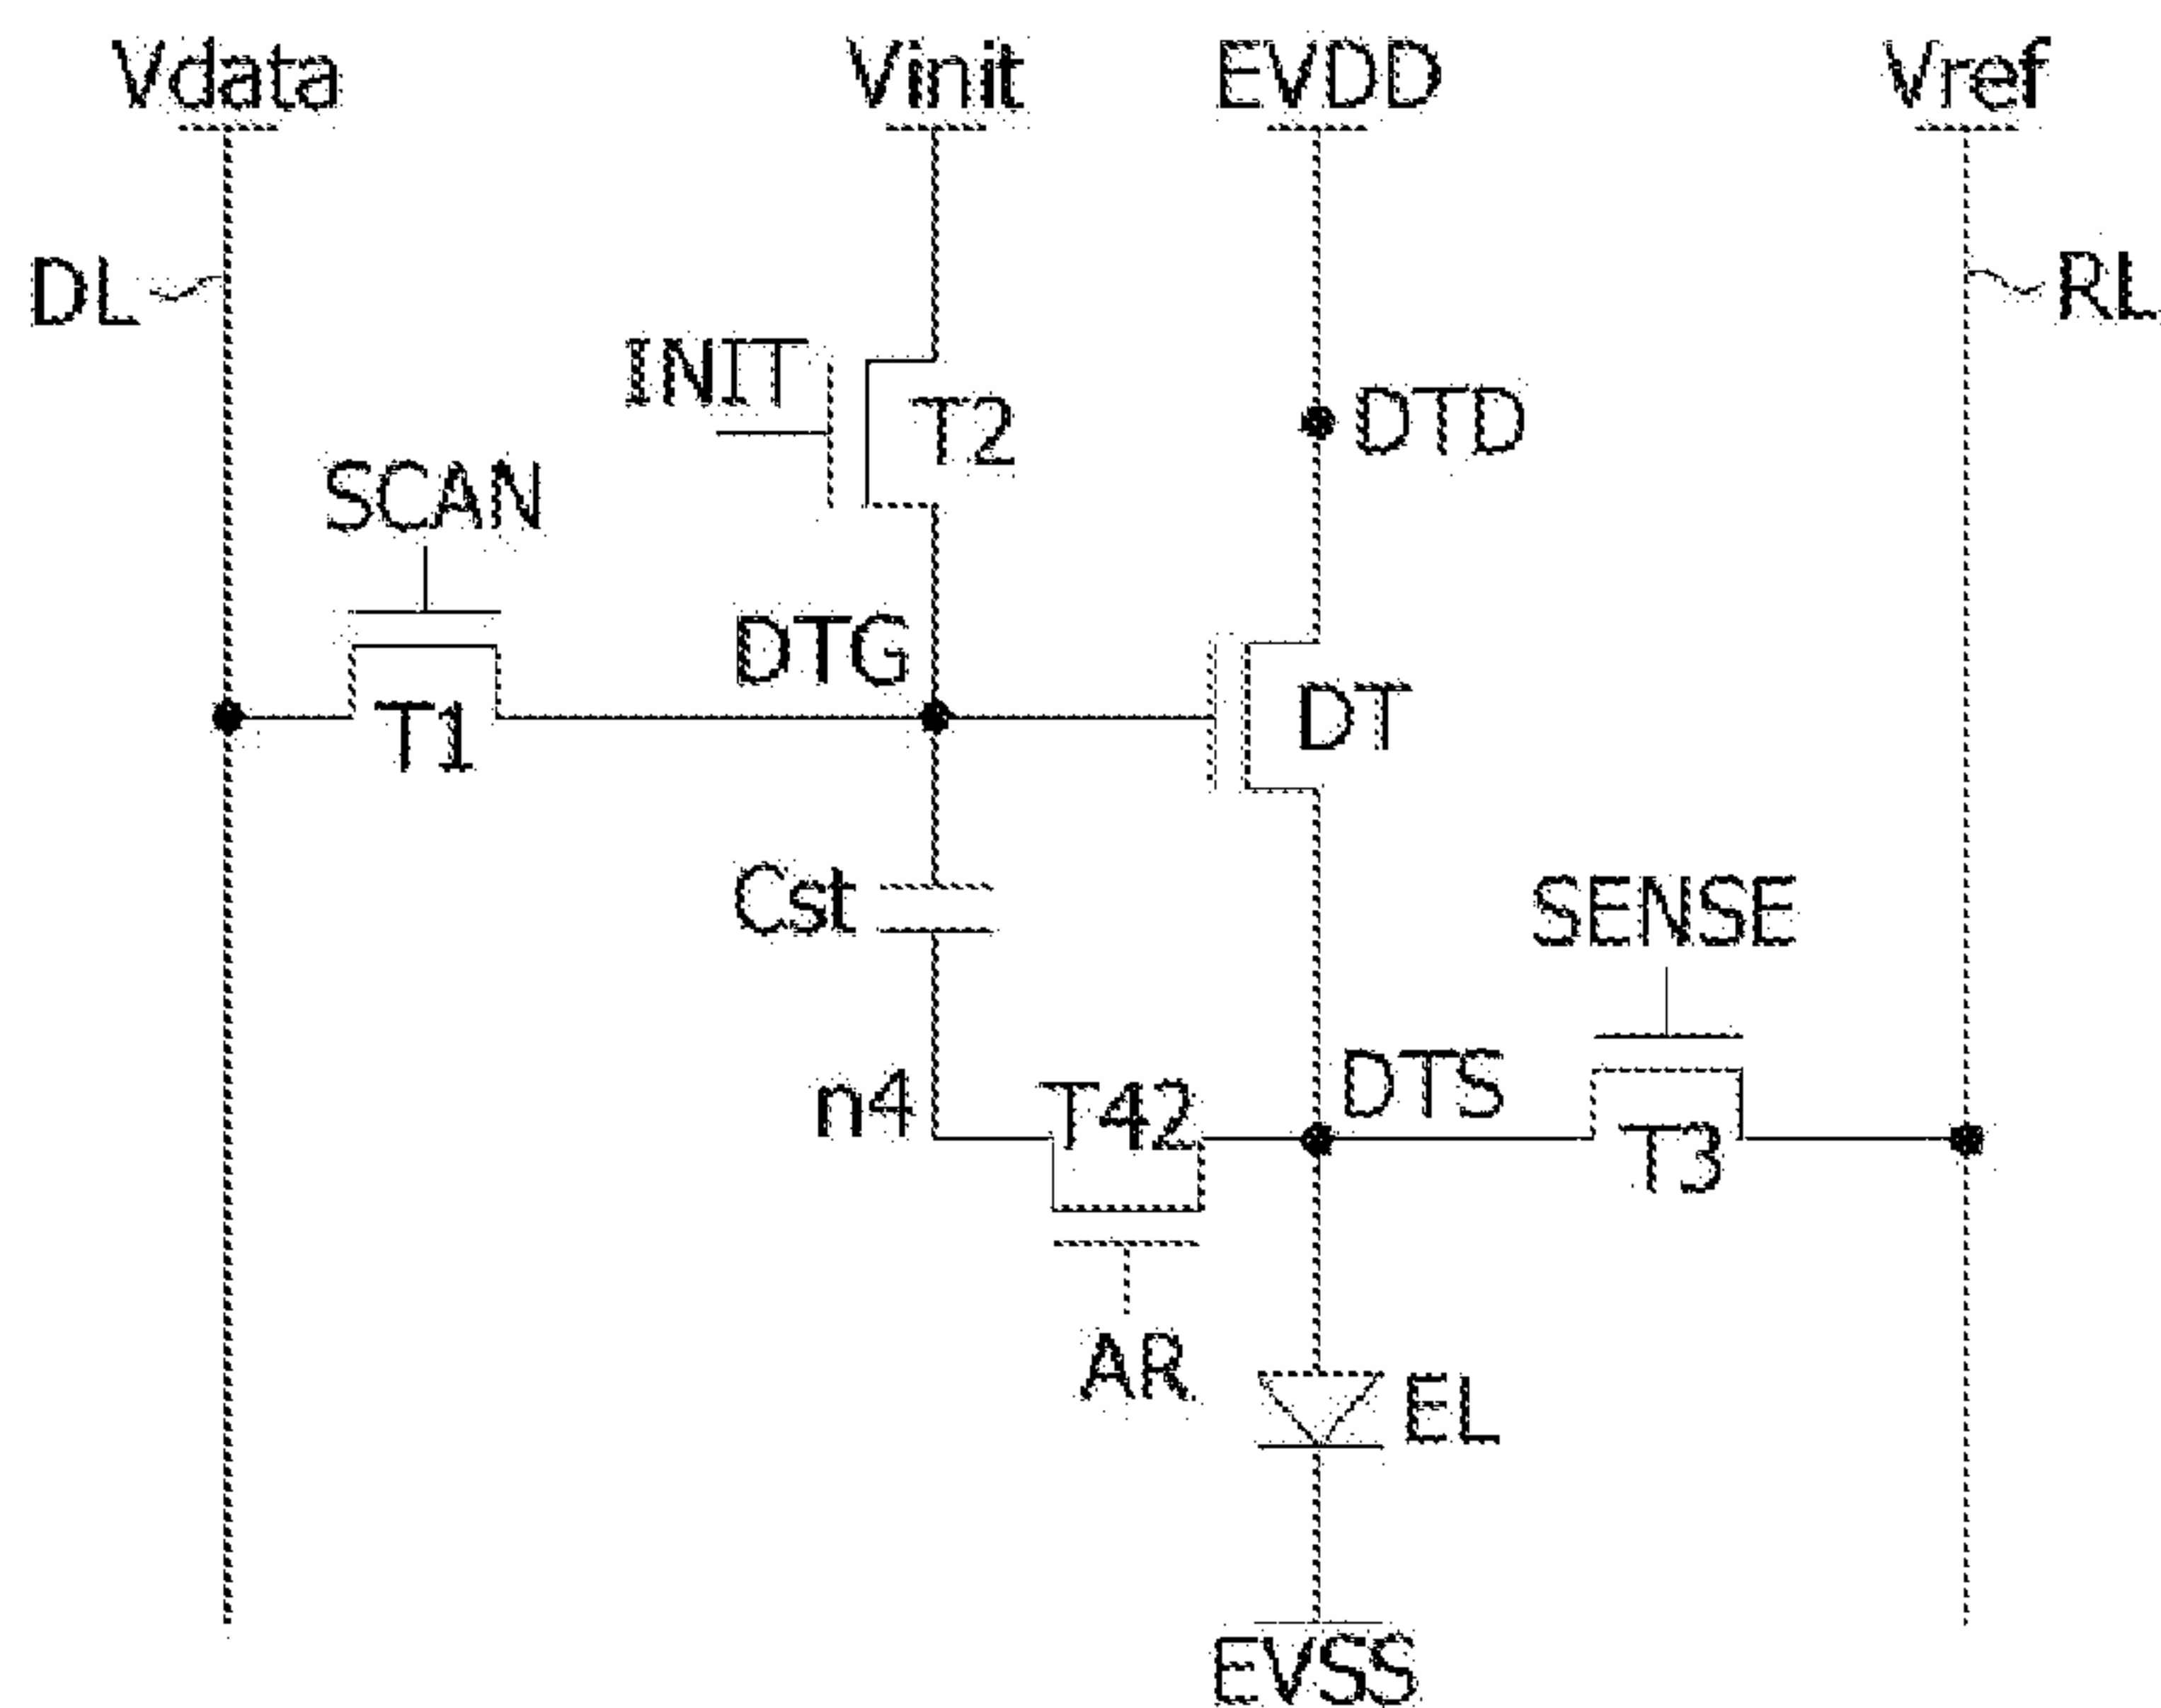 Vdata
Vinit
EVDD
Vref
DL
RL
INIT
T2
DTD
SCAN
DTG
T1
DT
Cst
SENSE
n4
T42
DTS
T3
AR
EL
EVSS